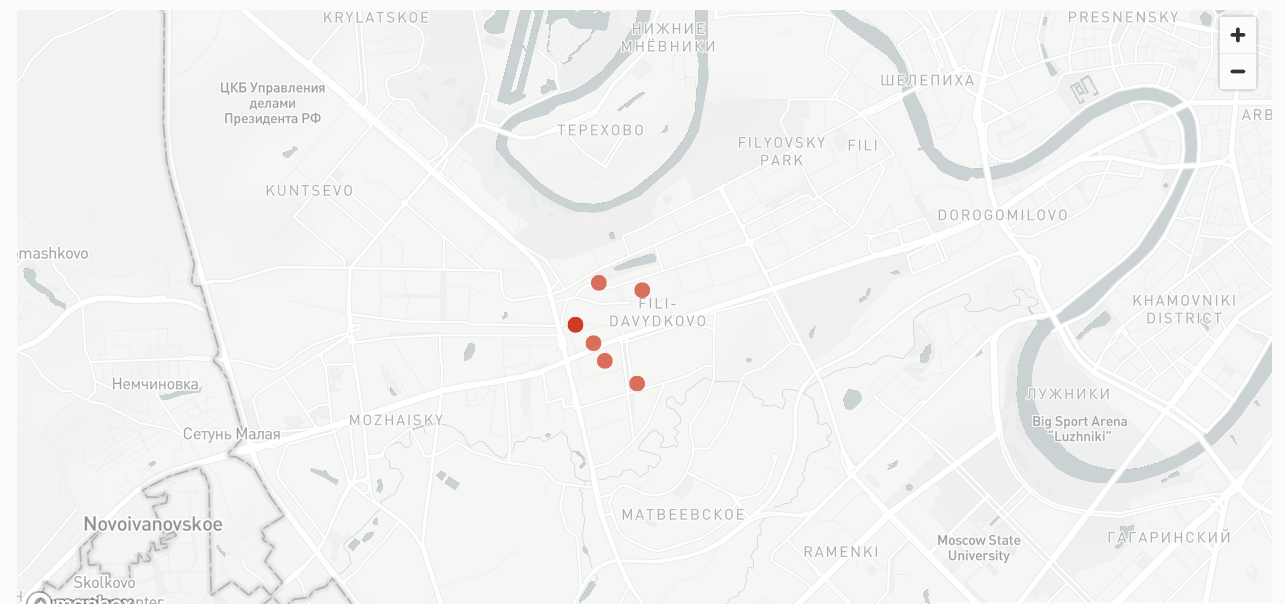 KRYLATSKOE
НИЖНИЕ
МНЁВНИКИ
PRESNENSKY
ШЕЛЕПИХА
ЦКБ Управления
делами
Президента РФ
ARB
ТЕРЕХОВО
FILYOVSKY
PARK
FILI
KUNTSEVO
DOROGOMILOVO
mashkovo
FILI-
DAVYDKOVO
KHAMOVNIKI
DISTRICT
Немчиновка
ЛУЖНИКИ
MOZHAISKY
Big Sport Arena
"Luzhniki"
Сетунь Малая
МАТВЕЕВСКОЕ
Novoivanovskoe
ГАГАРИНСКИЙ
RAMENKI
Moscow State
University
Skolkovo
mapbox
nter